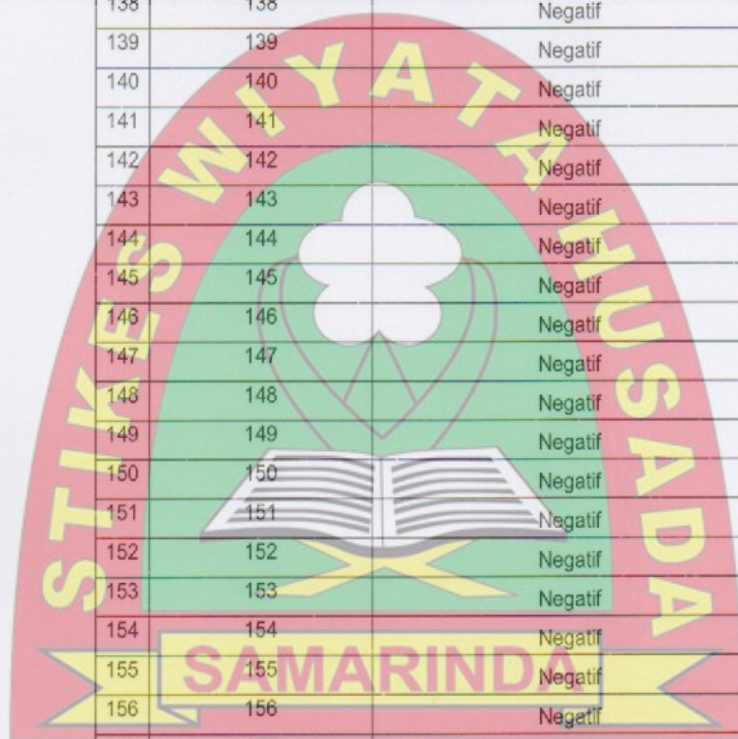 138 138 Negatif
139 139 Negatif
140 140 Negatif
141 141 Negatif
142 142 Negatif
143 143 Negatif
144 144 Negatif
145 145 Negatif
146 146 Negatif
147 147 Negatif
148 148 Negatif
149 149 Negatif
150 150 Negatif
151 151 Negatif
152 152 Negatif
153 153 Negatif
154 154 Negatif
155 155 Negatif
156 156 Negatif
STIKES WIYATA HUSADA
SAMARINDA